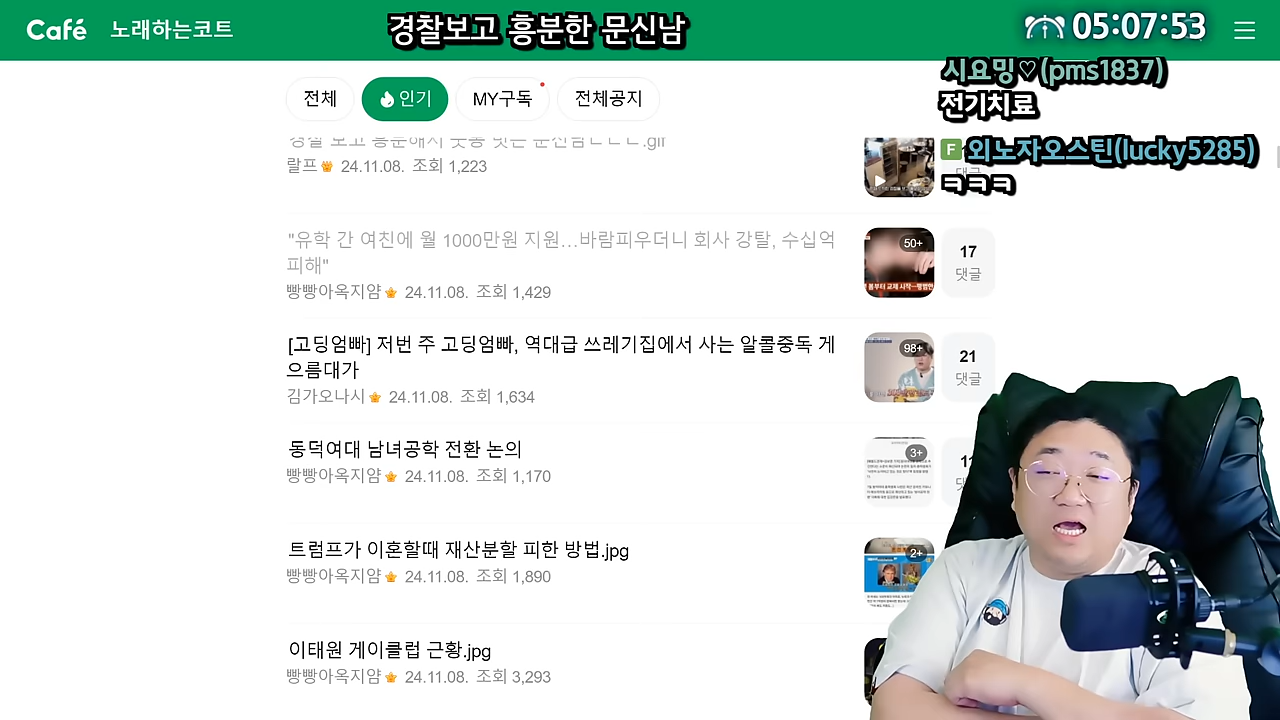 Café 노래하는코트
경찰보고 흥분한 문신남
05:07:53
시요밍♡(pms1837)
전기치료
F 외노자오스틴(lucky5285)
ㅋㅋㅋ
전체
인기
MY구독
전체공지
랄프 24.11.08. 조회 1,223
"유학 간 여친에 월 1000만원 지원…바람피우더니 회사 강탈, 수십억
피해"
빵빵아옥지얌 24.11.08. 조회 1,429
50+
17
댓글
[고딩엄빠] 저번 주 고딩엄빠, 역대급 쓰레기집에서 사는 알콜중독 게
으름대가
김가오나시 24.11.08. 조회 1,634
98+
21
댓글
동덕여대 남녀공학 전환 논의
빵빵아옥지얌 24.11.08. 조회 1,170
3+
트럼프가 이혼할때 재산분할 피한 방법.jpg
빵빵아옥지얌 24.11.08. 조회 1,890
2+
이태원 게이클럽 근황.jpg
빵빵아옥지얌 24.11.08. 조회 3,293